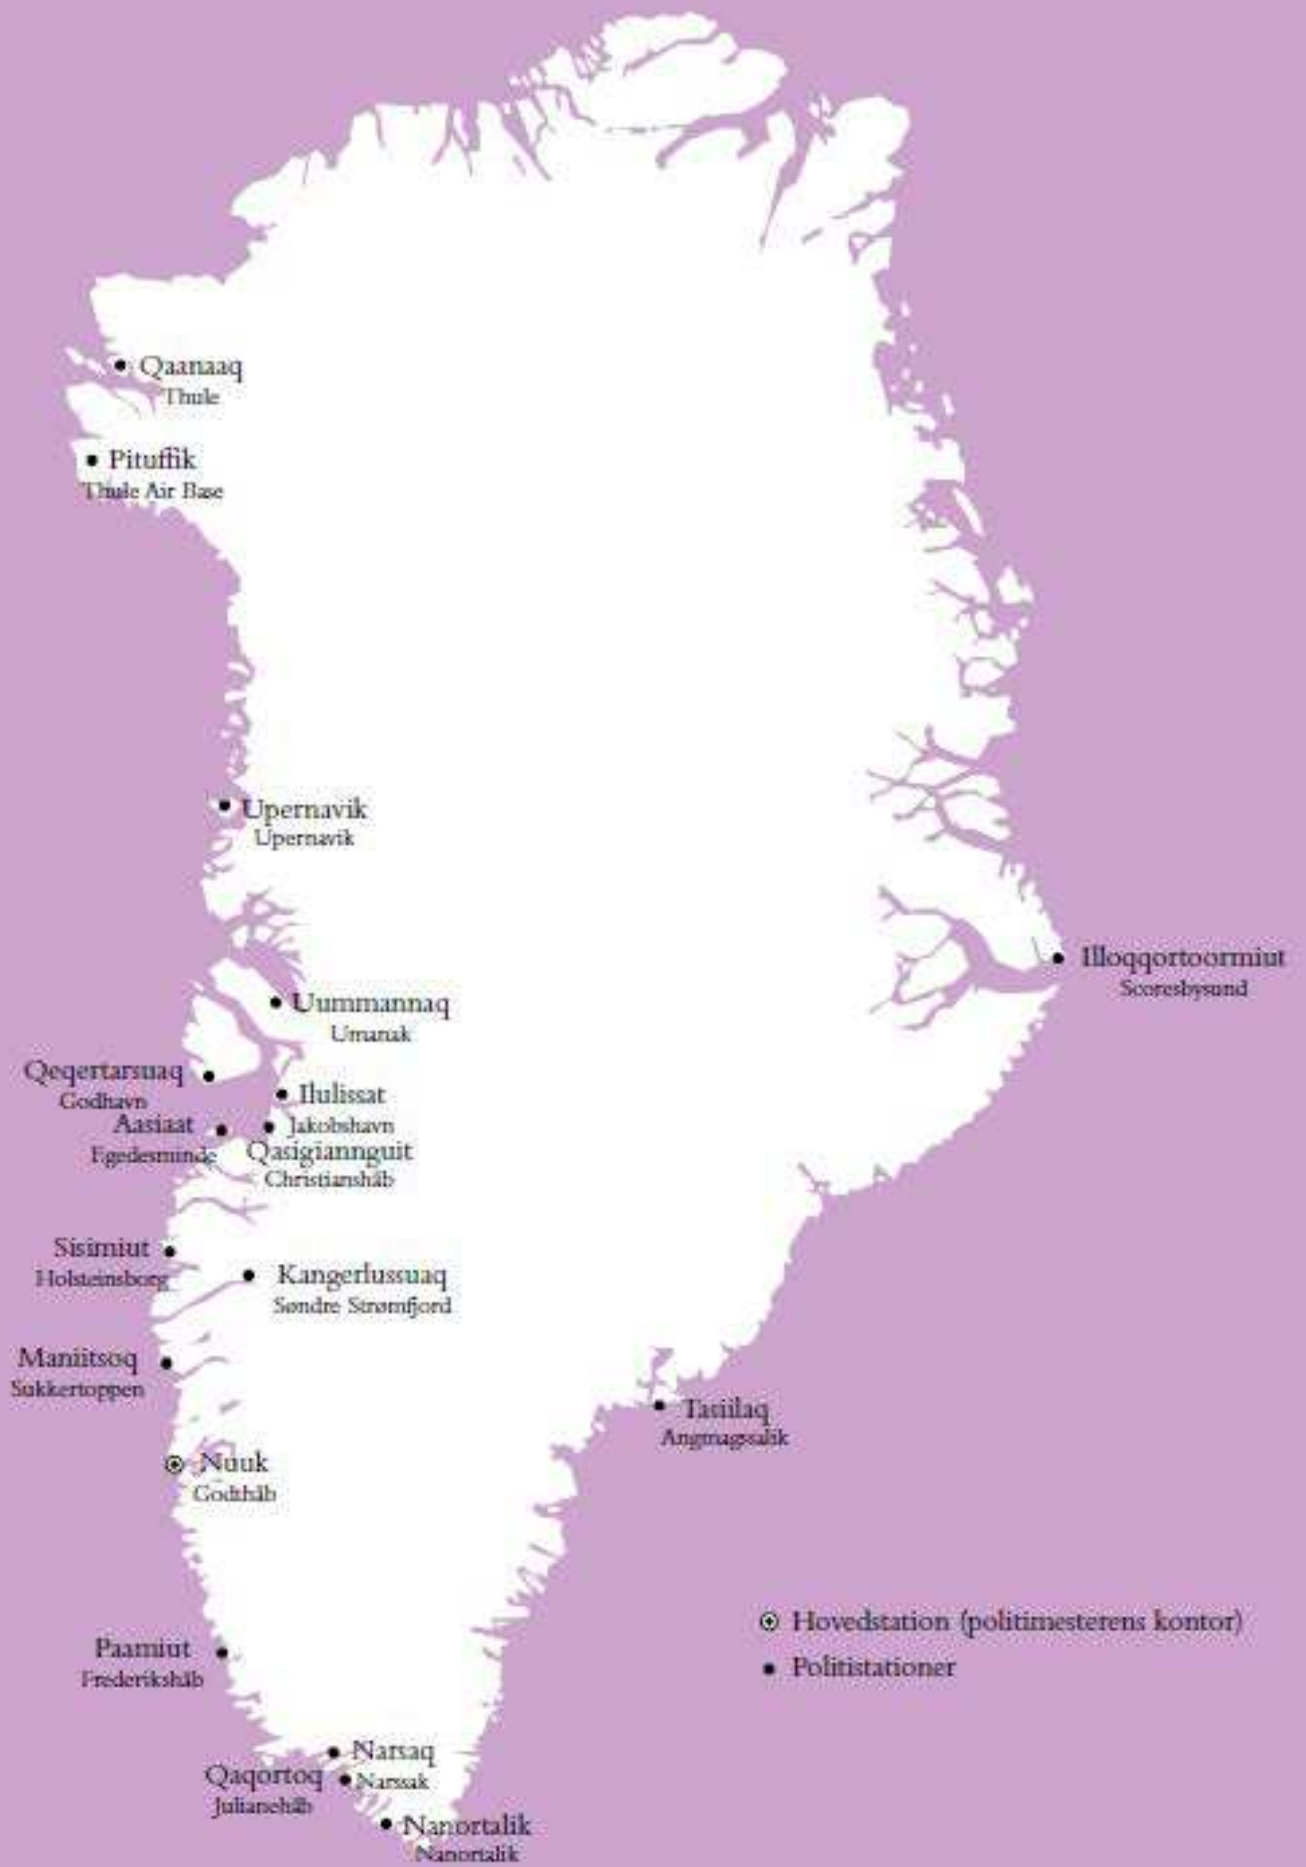 Qaanaaq
Thule
Pituffik
Thule Air Base
Upernavik
Upernavik
Illoqqortoormiut
Scoresbysund
Uummannaq
Umanak
Qeqertarsuaq
Godhavn
Ilulissat
Jakobshavn
Aasiaat
Egedesminde
Qasigiannguit
Christianshåb
Sisimiut
Holsteinsborg
Kangerlussuaq
Søndre Strømfjord
Maniitsoq
Sukkertoppen
Tasiilaq
Angmagssalik
Nuuk
Godthåb
Hovedstation (politimesterens kontor)
Politistationer
Paamiut
Frederikshåb
Narsaq
Narssak
Qaqortoq
Julianehåb
Nanortalik
Nanortalik